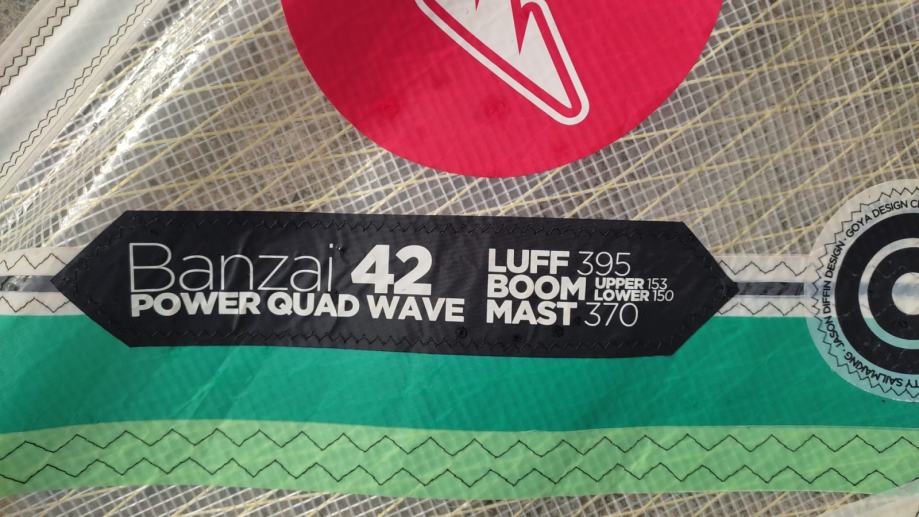 Banzai 42
POWER QUAD WAVE
LUFF 395
BOOM UPPER 153
LOWER 150
MAST 370
JASON DIFFIN DESIGN · GOYA DESIGN
SAILMAKING